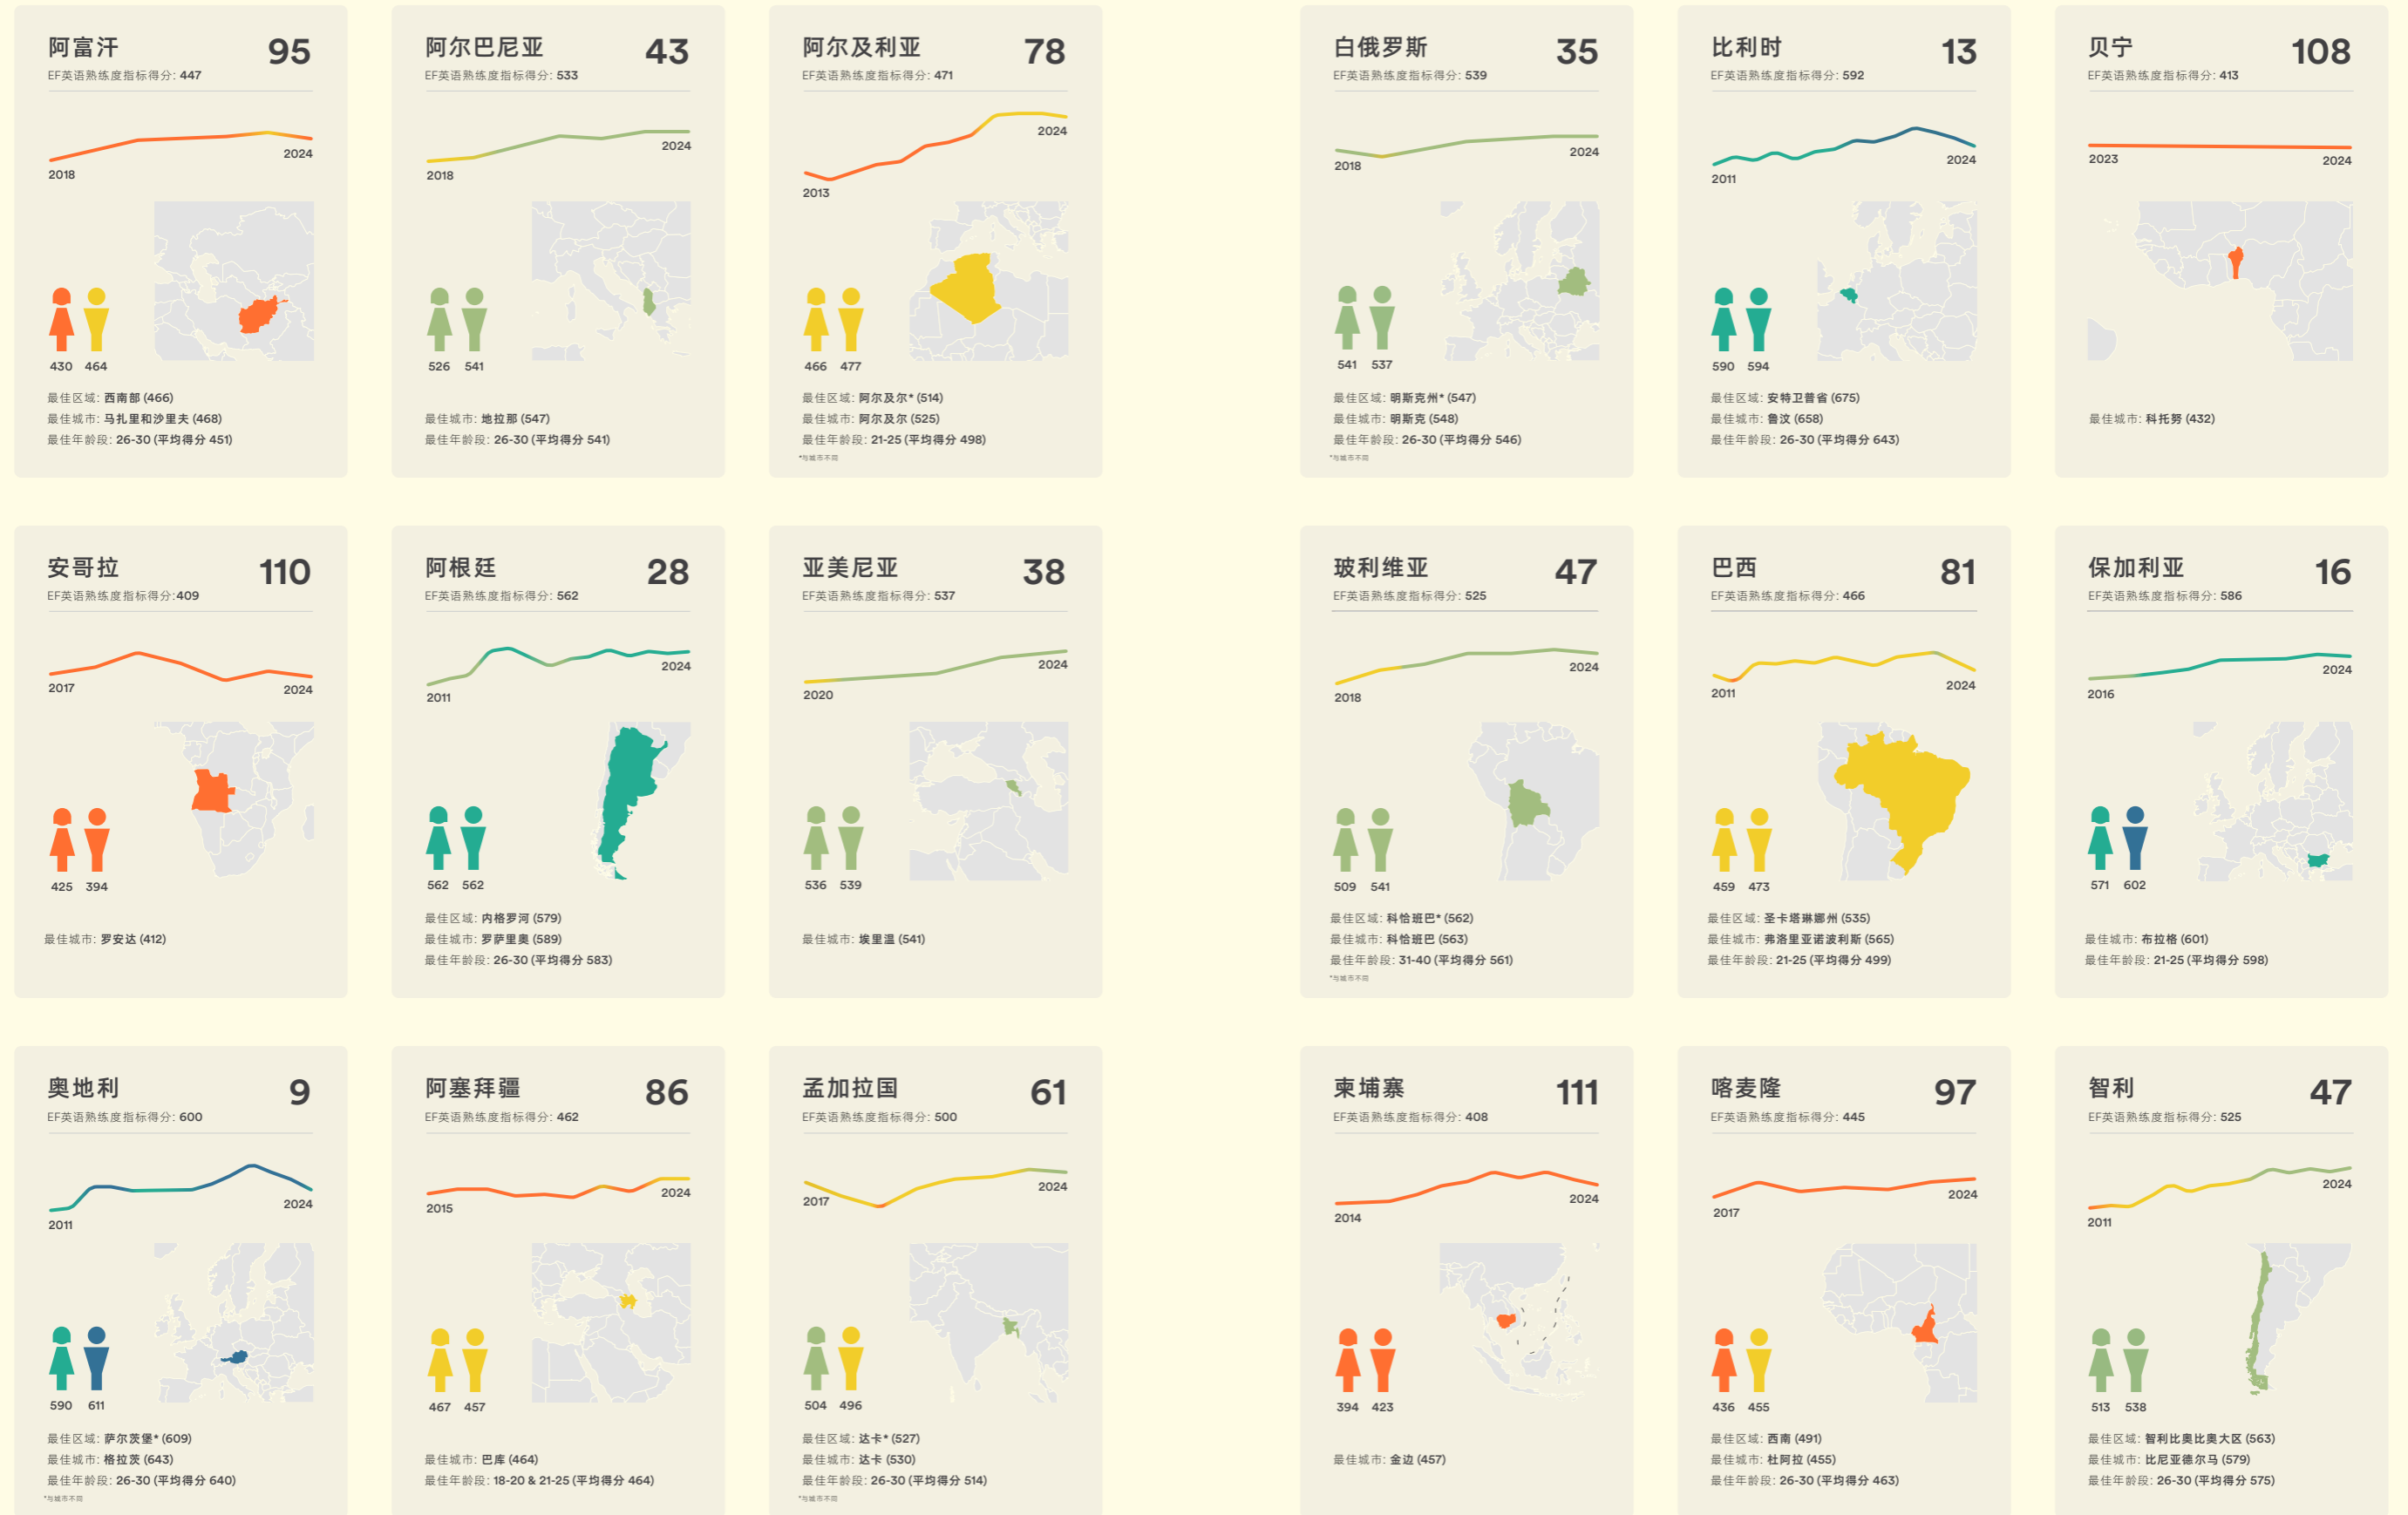 阿富汗
95
EF英语熟练度指标得分: 447
2018
2024
430 464
最佳区域: 西南部 (466)
最佳城市: 马扎里和沙里夫 (468)
最佳年龄段: 26-30 (平均得分 451)
阿尔巴尼亚
43
EF英语熟练度指标得分: 533
2018
2024
526 541
最佳城市: 地拉那 (547)
最佳年龄段: 26-30 (平均得分 541)
阿尔及利亚
78
EF英语熟练度指标得分: 471
2013
2024
466 477
最佳区域: 阿尔及尔* (514)
最佳城市: 阿尔及尔 (525)
最佳年龄段: 21-25 (平均得分 498)
*与城市不同
白俄罗斯
35
EF英语熟练度指标得分: 539
2018
2024
541 537
最佳区域: 明斯克州* (547)
最佳城市: 明斯克 (548)
最佳年龄段: 26-30 (平均得分 546)
*与城市不同
比利时
13
EF英语熟练度指标得分: 592
2011
2024
590 594
最佳区域: 安特卫普省 (675)
最佳城市: 鲁汶 (658)
最佳年龄段: 26-30 (平均得分 643)
贝宁
108
EF英语熟练度指标得分: 413
2023
2024
最佳城市: 科托努 (432)
安哥拉
110
EF英语熟练度指标得分:409
2017
2024
425 394
最佳城市: 罗安达 (412)
阿根廷
28
EF英语熟练度指标得分: 562
2011
2024
562 562
最佳区域: 内格罗河 (579)
最佳城市: 罗萨里奥 (589)
最佳年龄段: 26-30 (平均得分 583)
亚美尼亚
38
EF英语熟练度指标得分: 537
2020
2024
536 539
最佳城市: 埃里温 (541)
玻利维亚
47
EF英语熟练度指标得分: 525
2018
2024
509 541
最佳区域: 科恰班巴* (562)
最佳城市: 科恰班巴 (563)
最佳年龄段: 31-40 (平均得分 561)
*与城市不同
巴西
81
EF英语熟练度指标得分: 466
2011
2024
459 473
最佳区域: 圣卡塔琳娜州 (535)
最佳城市: 弗洛里亚诺波利斯 (565)
最佳年龄段: 21-25 (平均得分 499)
保加利亚
16
EF英语熟练度指标得分: 586
2016
2024
571 602
最佳城市: 布拉格 (601)
最佳年龄段: 21-25 (平均得分 598)
奥地利
9
EF英语熟练度指标得分: 600
2011
2024
590 611
最佳区域: 萨尔茨堡* (609)
最佳城市: 格拉茨 (643)
最佳年龄段: 26-30 (平均得分 640)
*与城市不同
阿塞拜疆
86
EF英语熟练度指标得分: 462
2015
2024
467 457
最佳城市: 巴库 (464)
最佳年龄段: 18-20 & 21-25 (平均得分 464)
孟加拉国
61
EF英语熟练度指标得分: 500
2017
2024
504 496
最佳区域: 达卡* (527)
最佳城市: 达卡 (530)
最佳年龄段: 26-30 (平均得分 514)
*与城市不同
柬埔寨
111
EF英语熟练度指标得分: 408
2014
2024
394 423
最佳城市: 金边 (457)
喀麦隆
97
EF英语熟练度指标得分: 445
2017
2024
436 455
最佳区域: 西南 (491)
最佳城市: 杜阿拉 (455)
最佳年龄段: 26-30 (平均得分 463)
智利
47
EF英语熟练度指标得分: 525
2011
2024
513 538
最佳区域: 智利比奥比奥大区 (563)
最佳城市: 比尼亚德尔马 (579)
最佳年龄段: 26-30 (平均得分 575)